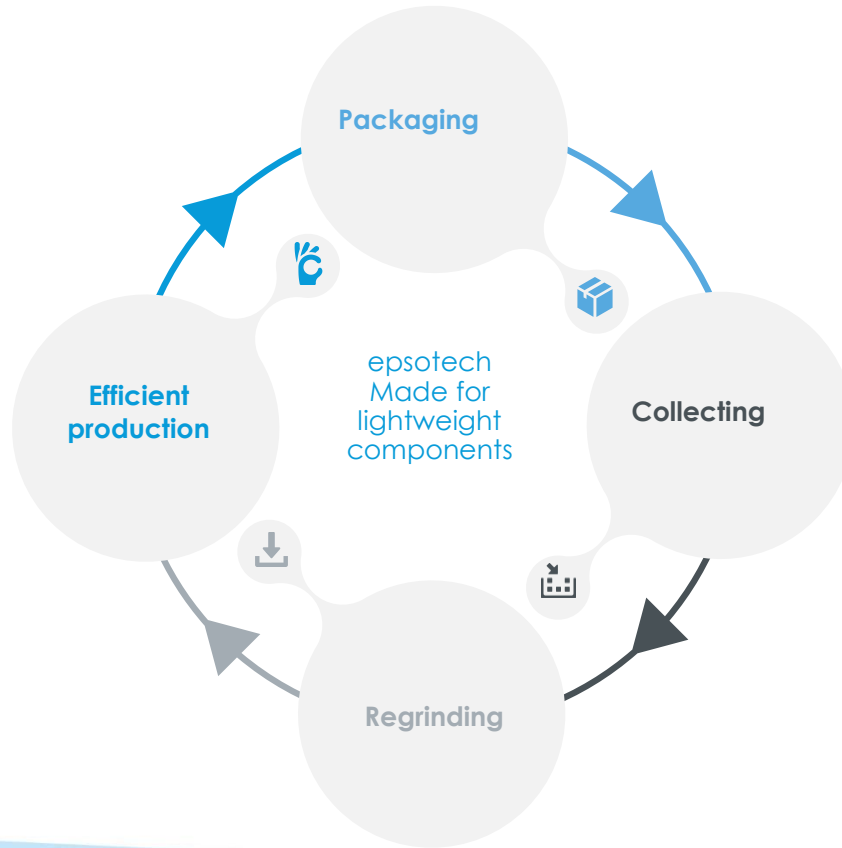 Packaging
epsotech
Made for
lightweight
components
Efficient
production
Collecting
Regrinding